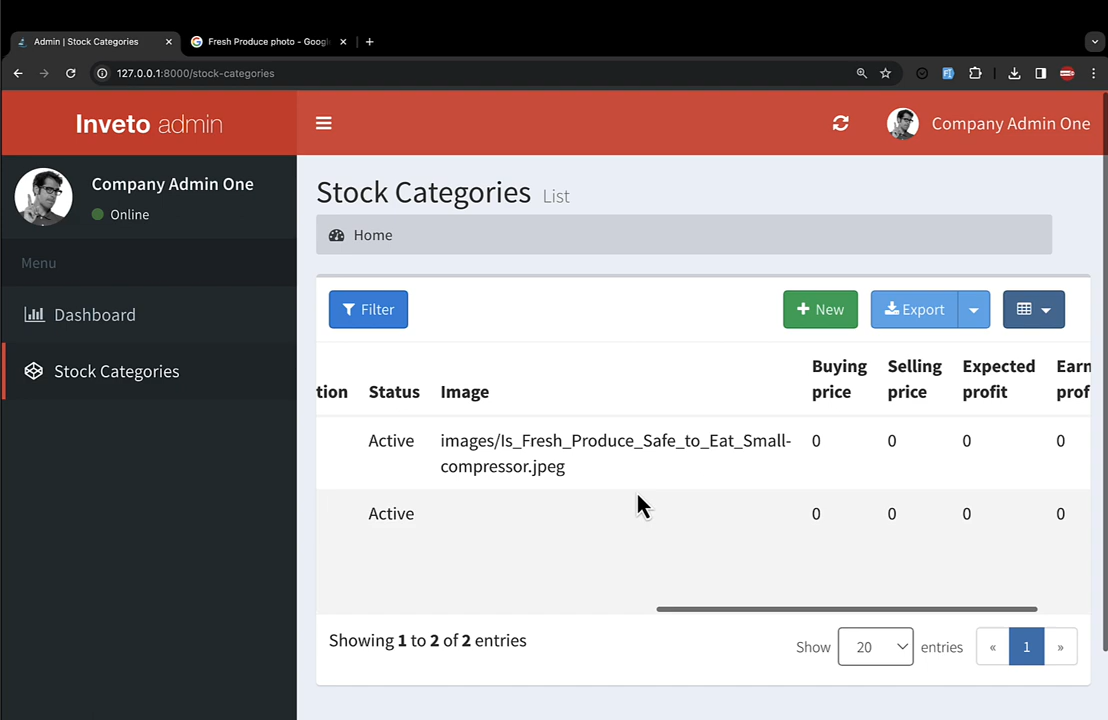 Admin | Stock Categories
Fresh Produce photo - Googl
127.0.0.1:8000/stock-categories
Inveto admin
Company Admin One
Company Admin One
Online
Menu
Dashboard
Stock Categories
Stock Categories List
Home
Filter
New
Export
tion Status Image Buying price Selling price Expected profit Earn prof
Active images/Is_Fresh_Produce_Safe_to_Eat_Small-compressor.jpeg 0 0 0 0
Active 0 0 0 0
Showing 1 to 2 of 2 entries
Show 20 entries « 1 »